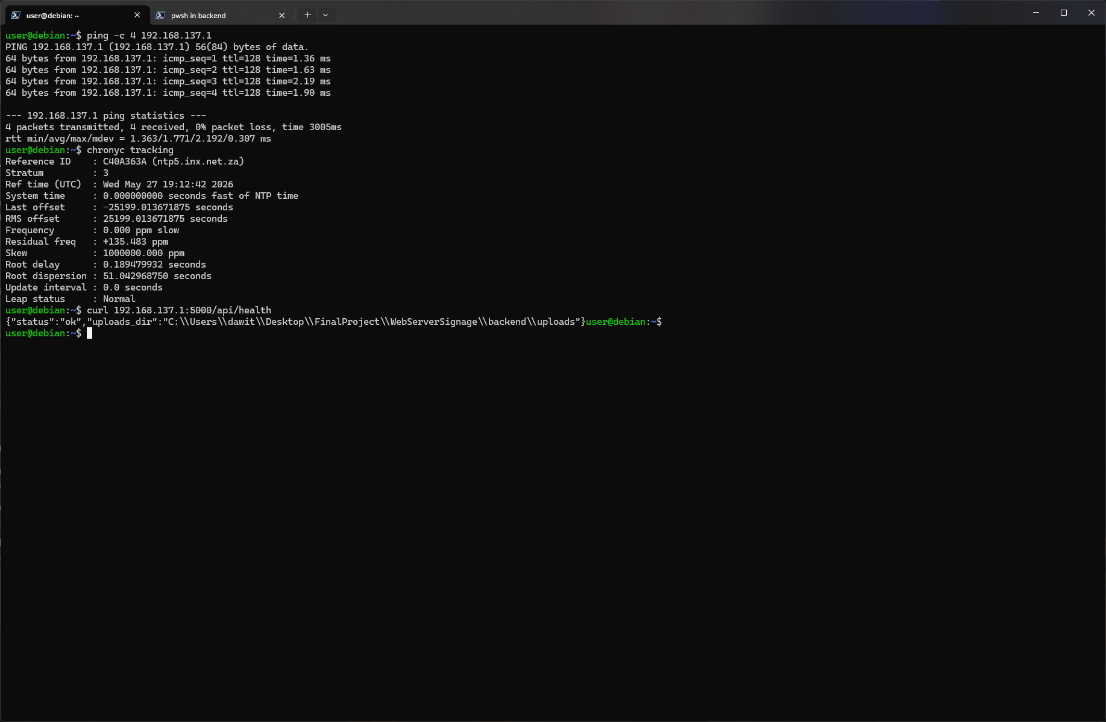 user@debian: ~
pwsh in backend
user@debian:~$ ping -c 4 192.168.137.1
PING 192.168.137.1 (192.168.137.1) 56(84) bytes of data.
64 bytes from 192.168.137.1: icmp_seq=1 ttl=128 time=1.36 ms
64 bytes from 192.168.137.1: icmp_seq=2 ttl=128 time=1.63 ms
64 bytes from 192.168.137.1: icmp_seq=3 ttl=128 time=2.19 ms
64 bytes from 192.168.137.1: icmp_seq=4 ttl=128 time=1.90 ms

--- 192.168.137.1 ping statistics ---
4 packets transmitted, 4 received, 0% packet loss, time 3005ms
rtt min/avg/max/mdev = 1.363/1.771/2.192/0.307 ms
user@debian:~$ chronyc tracking
Reference ID    : C40A363A (ntp5.inx.net.za)
Stratum         : 3
Ref time (UTC)  : Wed May 27 19:12:42 2026
System time     : 0.000000000 seconds fast of NTP time
Last offset     : -25199.013671875 seconds
RMS offset      : 25199.013671875 seconds
Frequency       : 0.000 ppm slow
Residual freq   : +135.483 ppm
Skew            : 1000000.000 ppm
Root delay      : 0.189479932 seconds
Root dispersion : 51.042968750 seconds
Update interval : 0.0 seconds
Leap status     : Normal
user@debian:~$ curl 192.168.137.1:5000/api/health
{"status":"ok","uploads_dir":"C:\\Users\\dawit\\Desktop\\FinalProject\\WebServerSignage\\backend\\uploads"}user@debian:~$
user@debian:~$